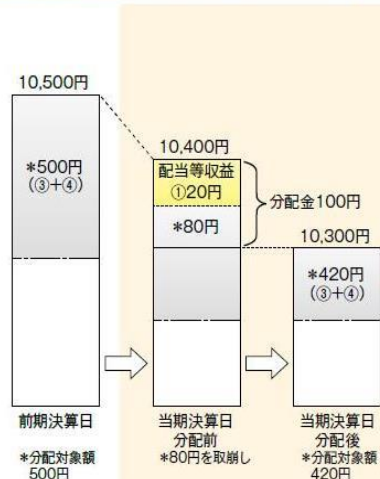 10,500円
*500円
(③+④)
10,400円
配当等収益
①20円
*80円
分配金100円
10,300円
*420円
(③+④)
前期決算日
*分配対象額
500円
当期決算日
分配前
*80円を取崩し
当期決算日
分配後
*分配対象額
420円